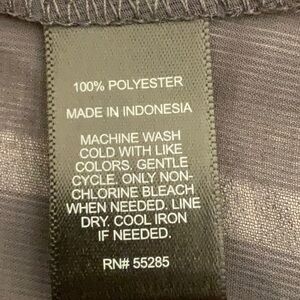 100% POLYESTER
MADE IN INDONESIA
MACHINE WASH
COLD WITH LIKE
COLORS. GENTLE
CYCLE. ONLY NON-
CHLORINE BLEACH
WHEN NEEDED. LINE
DRY. COOL IRON
IF NEEDED.
RN# 55285